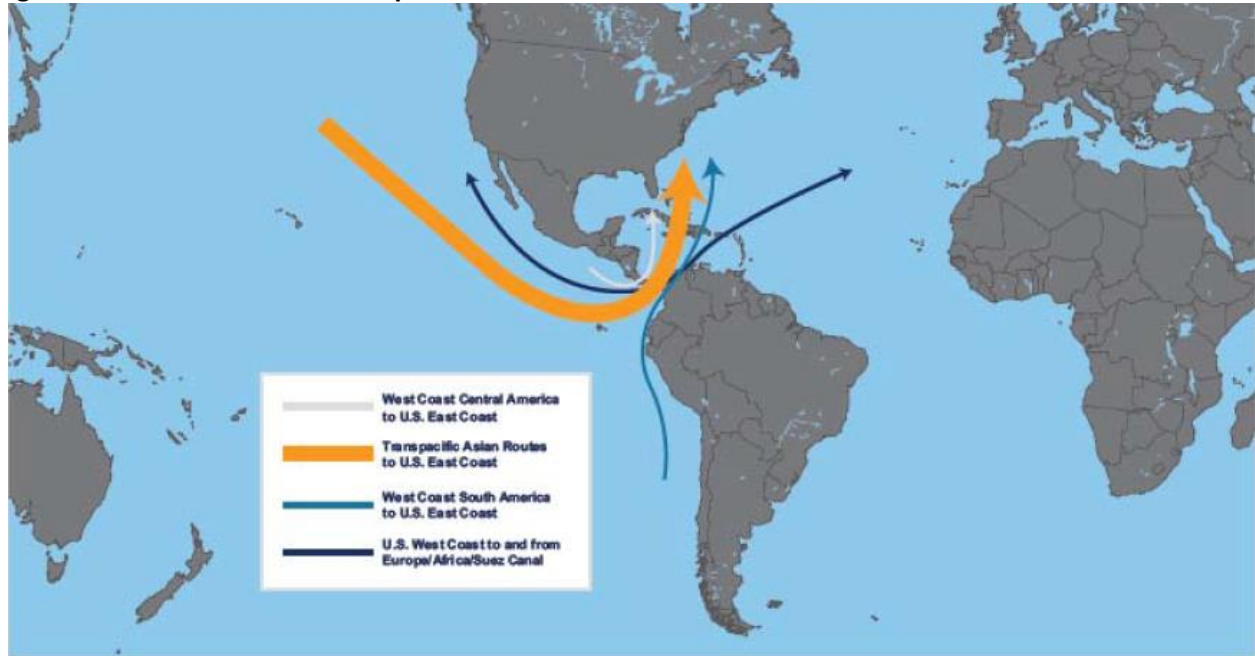 West Coast Central America
to U.S. East Coast
Transpacific Asian Routes
to U.S. East Coast
West Coast South America
to U.S. East Coast
U.S. West Coast to and from
Europe/Africa/Suez Canal